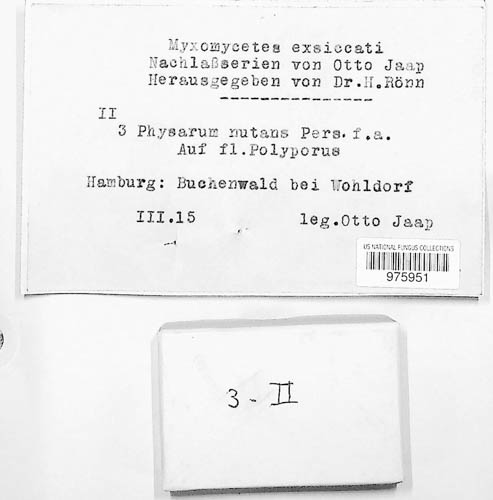 Myxomycetes exsiccati
Nachlaßserien von Otto Jaap
Herausgegeben von Dr.H.Rönn
II
3 Physarum nutans Pers. f.a.
Auf fl.Polyporus
Hamburg: Buchenwald bei Wohldorf
III.15 leg.Otto Jaap
US NATIONAL FUNGUS COLLECTIONS
975951
3 - II